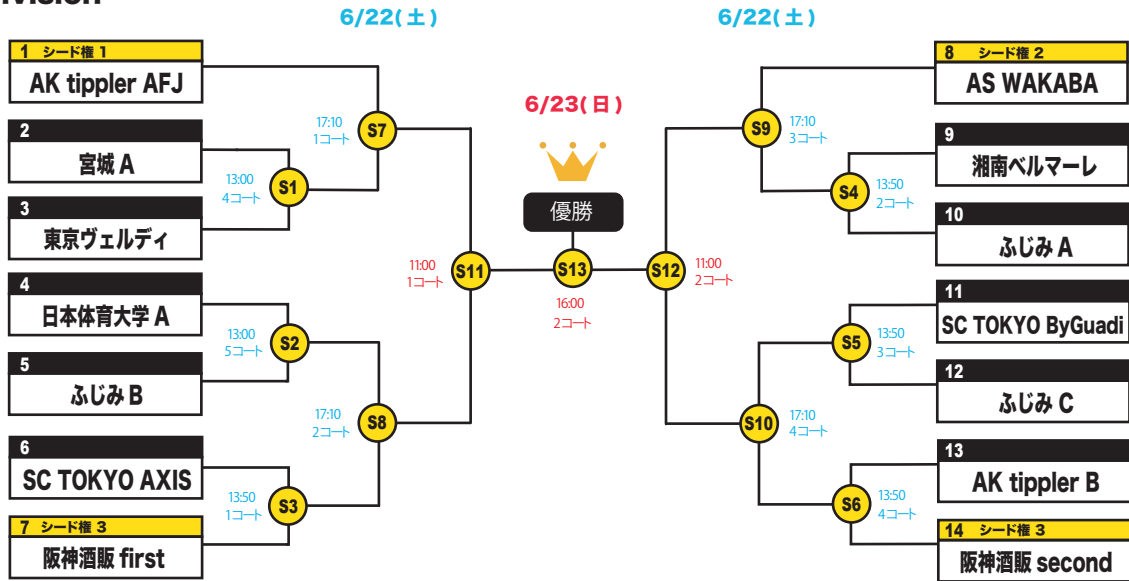 6/22(土)
1 シード権 1
AK tippler AFJ
2
宮城 A
3
東京ヴェルディ
4
日本体育大学 A
5
ふじみ B
6
SC TOKYO AXIS
7 シード権 3
阪神酒販 first
17:10
1コート
S7
13:00
4コート
S1
13:00
5コート
S2
17:10
2コート
S8
13:50
1コート
S3
11:00
1コート
S11
6/23(日)
優勝
S13
16:00
2コート
6/22(土)
S12
11:00
2コート
S9
17:10
3コート
S4
13:50
2コート
S5
13:50
3コート
S10
17:10
4コート
S6
13:50
4コート
8 シード権 2
AS WAKABA
9
湘南ベルマーレ
10
ふじみ A
11
SC TOKYO ByGuadi
12
ふじみ C
13
AK tippler B
14 シード権 3
阪神酒販 second